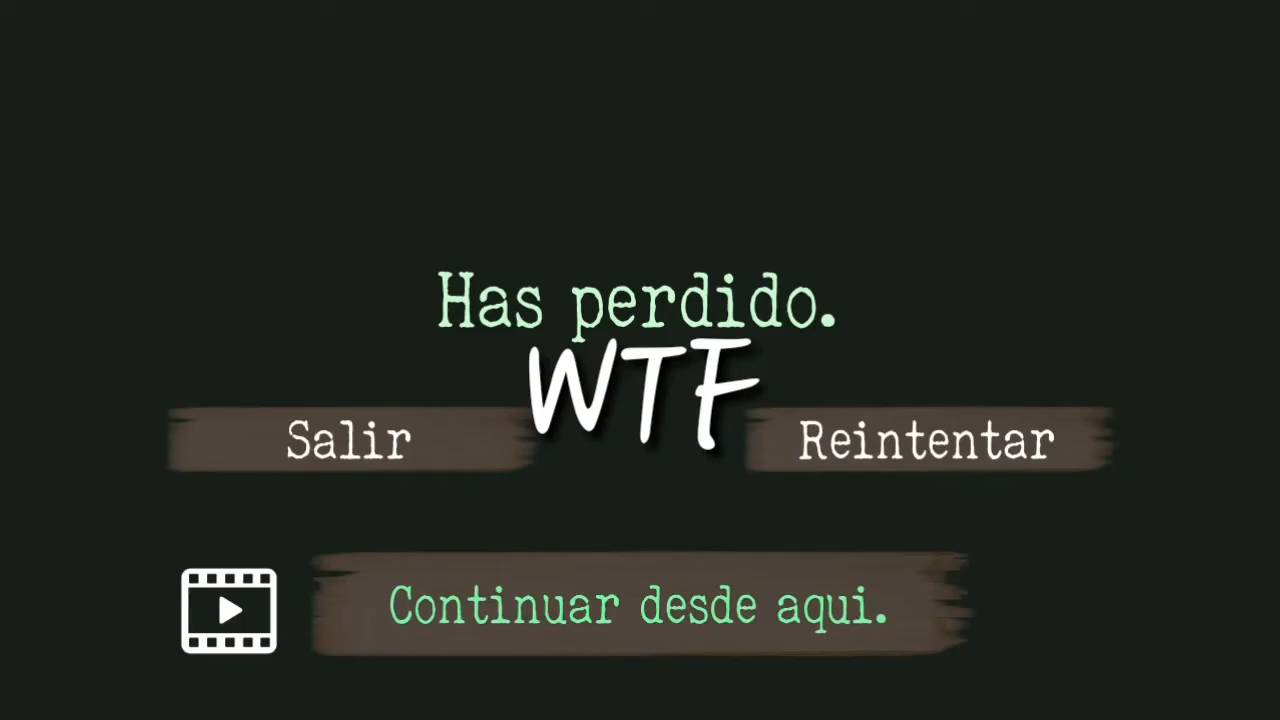 Has perdido.
WTF
Salir
Reintentar
Continuar desde aqui.